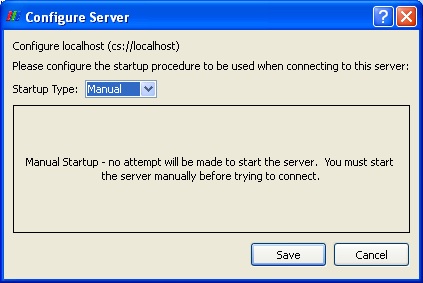 Configure Server
Configure localhost (cs://localhost)
Please configure the startup procedure to be used when connecting to this server:
Startup Type: Manual
Manual Startup - no attempt will be made to start the server.  You must start
the server manually before trying to connect.
Save Cancel